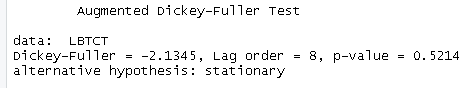 Augmented Dickey-Fuller Test
data:  LBTCT
Dickey-Fuller = -2.1345, Lag order = 8, p-value = 0.5214
alternative hypothesis: stationary